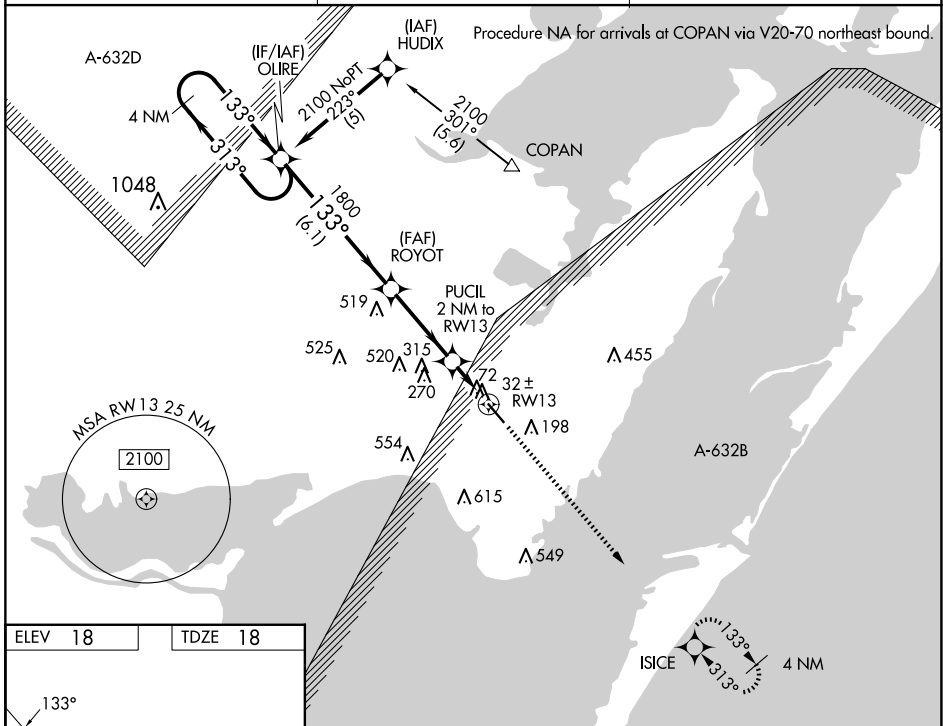 Procedure NA for arrivals at COPAN via V20-70 northeast bound.
A-632D
(IF/IAF)
OLIRE
(IAF)
HUDIX
4 NM
133°
313°
2100 NoPT
223°
(5)
2100
301°
(5.6)
COPAN
1048
1800
133°
(6.1)
(FAF)
ROYOT
519
PUCIL
2 NM to
RW13
525
520
315
270
72
32 ±
RW13
455
198
554
A-632B
615
549
MSA RW13 25 NM
2100
ISICE
133°
313°
4 NM
ELEV 18
TDZE 18
133°